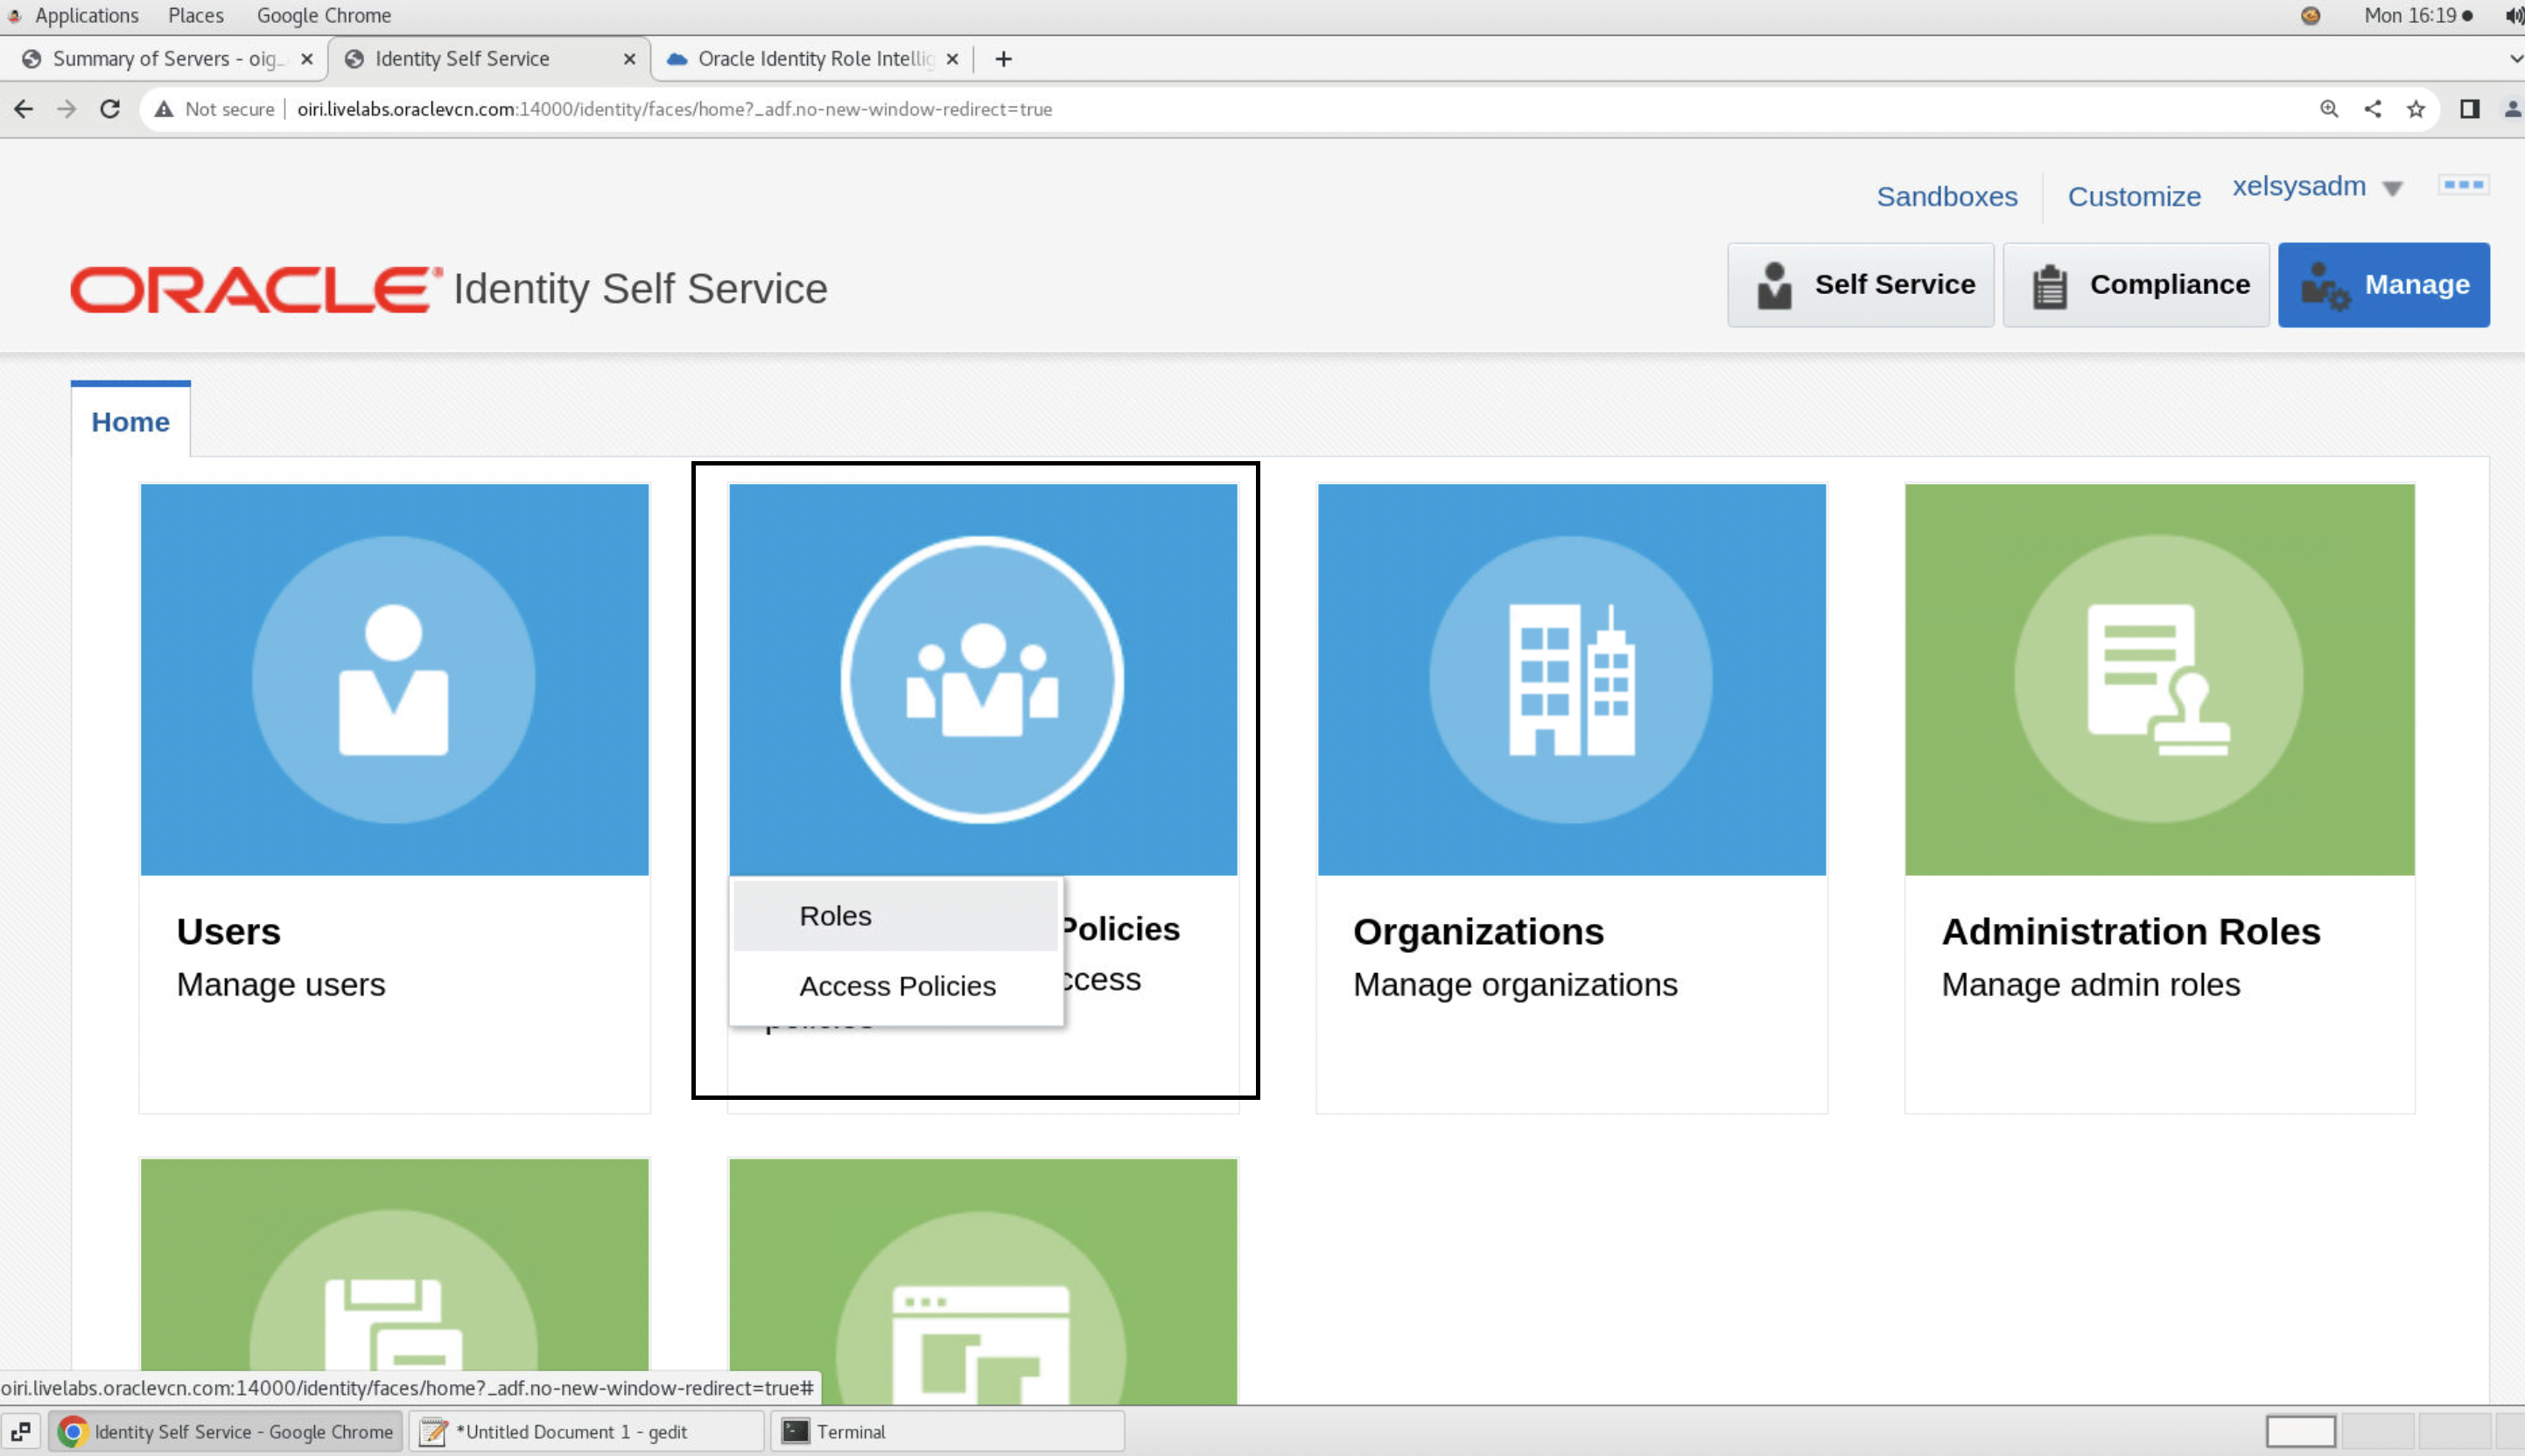 Applications Places Google Chrome Mon 16:19
Summary of Servers - oig_ Identity Self Service Oracle Identity Role Intellig
Not secure oiri.livelabs.oraclevcn.com:14000/identity/faces/home?_adf.no-new-window-redirect=true
Sandboxes Customize xelsysadm
ORACLE Identity Self Service Self Service Compliance Manage
Home
Users Roles Policies Organizations Administration Roles
Manage users Access Policies ccess Manage organizations Manage admin roles
policies
oiri.livelabs.oraclevcn.com:14000/identity/faces/home?_adf.no-new-window-redirect=true#
Identity Self Service - Google Chrome *Untitled Document 1 - gedit Terminal